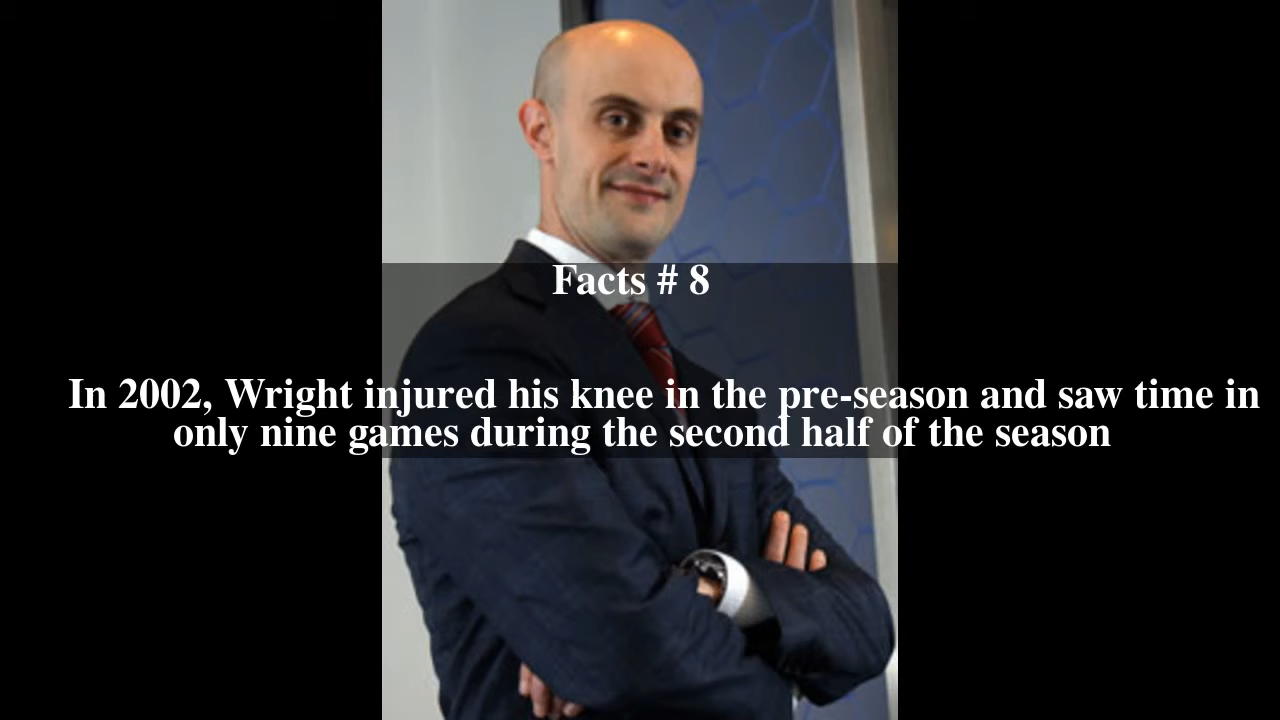 Facts # 8
In 2002, Wright injured his knee in the pre-season and saw time in
only nine games during the second half of the season